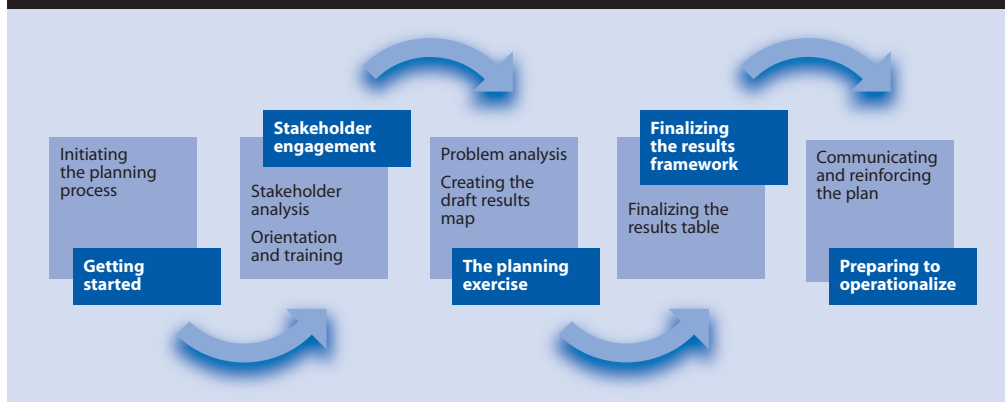 Initiating
the planning
process
Getting
started
Stakeholder
engagement
Stakeholder
analysis
Orientation
and training
Problem analysis
Creating the
draft results
map
The planning
exercise
Finalizing
the results
framework
Finalizing the
results table
Communicating
and reinforcing
the plan
Preparing to
operationalize